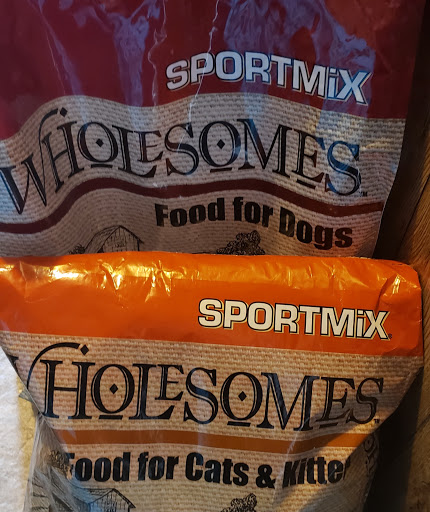 SPORTMiX
WHOLESOMES
Food for Dogs
SPORTMiX
WHOLESOMES
Food for Cats & Kitte